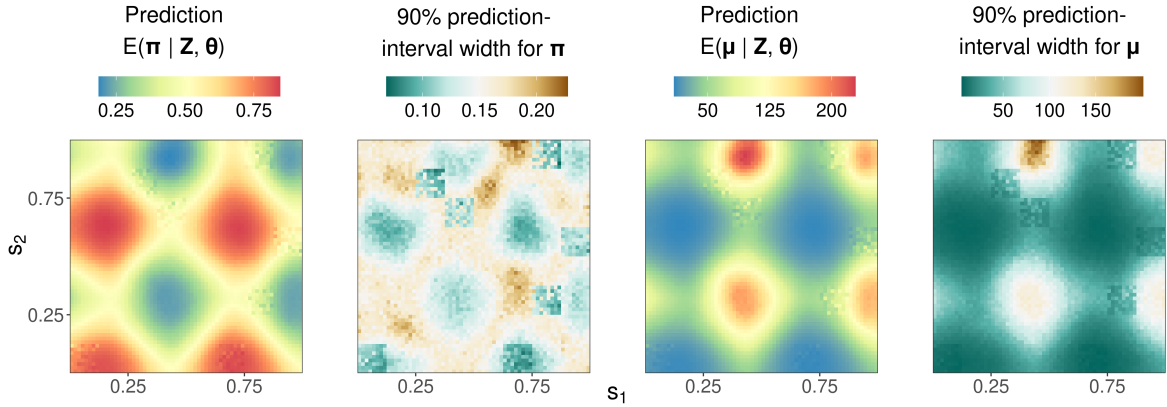 Prediction
E(π | Z, θ)
0.25 0.50 0.75
90% prediction-
interval width for π
0.10 0.15 0.20
Prediction
E(μ | Z, θ)
50 125 200
90% prediction-
interval width for μ
50 100 150
s₂
0.75
0.25
0.25 0.75
0.25 0.75
0.25 0.75
0.25 0.75
s₁